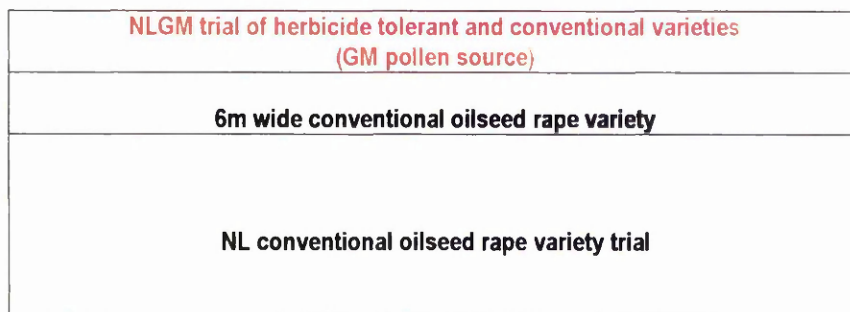 NLGM trial of herbicide tolerant and conventional varieties
(GM pollen source)
6m wide conventional oilseed rape variety
NL conventional oilseed rape variety trial